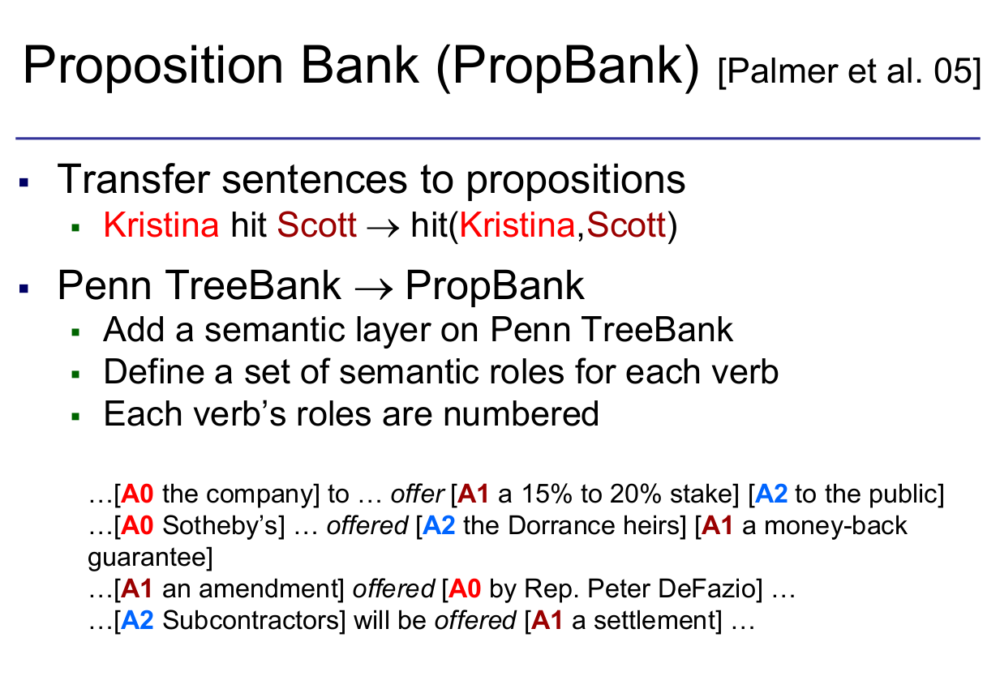 Proposition Bank (PropBank) [Palmer et al. 05]
▪ Transfer sentences to propositions
▪ Kristina hit Scott → hit(Kristina,Scott)
▪ Penn TreeBank → PropBank
▪ Add a semantic layer on Penn TreeBank
▪ Define a set of semantic roles for each verb
▪ Each verb’s roles are numbered
…[A0 the company] to … offer [A1 a 15% to 20% stake] [A2 to the public]
…[A0 Sotheby’s] … offered [A2 the Dorrance heirs] [A1 a money-back
guarantee]
…[A1 an amendment] offered [A0 by Rep. Peter DeFazio] …
…[A2 Subcontractors] will be offered [A1 a settlement] …